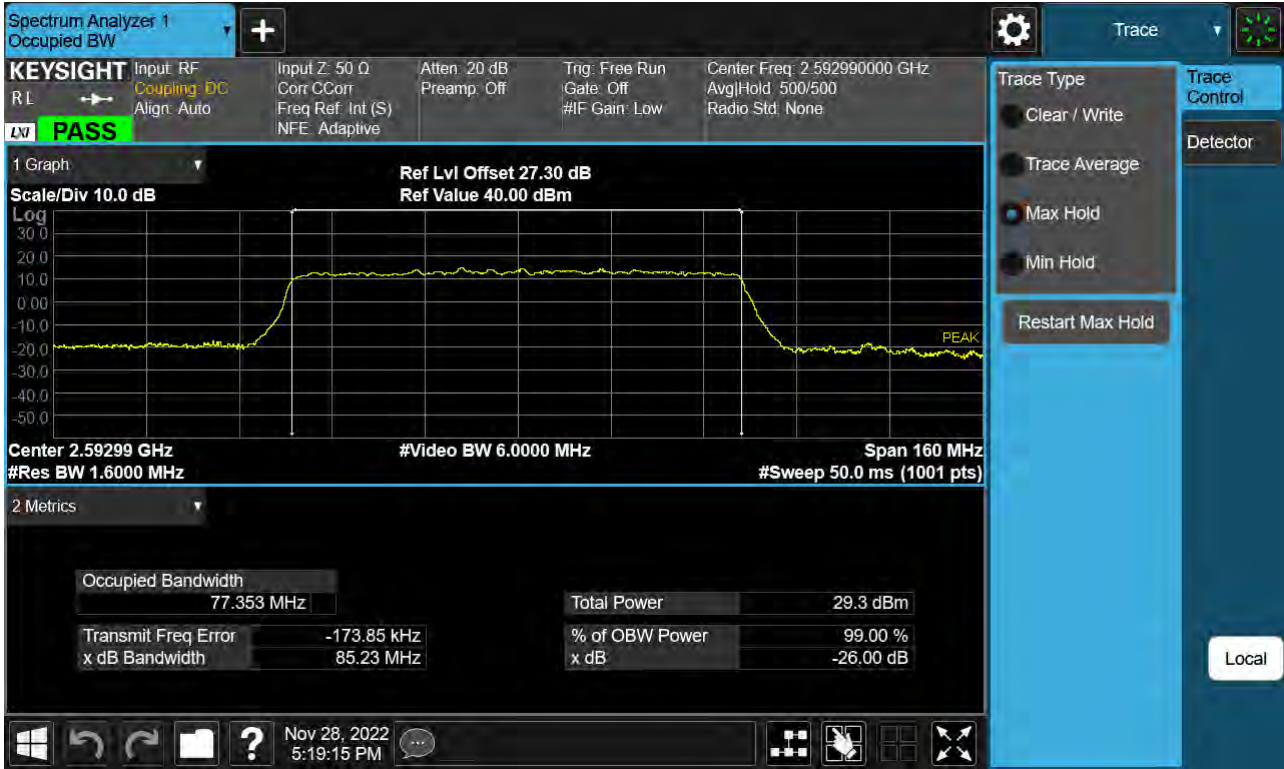 Spectrum Analyzer 1
Occupied BW
+
Trace
KEYSIGHT
R L
LXI
PASS
Input: RF
Coupling: DC
Align: Auto
Input Z: 50 Ω
Corr CCorr
Freq Ref: Int (S)
NFE: Adaptive
Atten: 20 dB
Preamp: Off
Trig: Free Run
Gate: Off
#IF Gain: Low
Center Freq: 2.592990000 GHz
Avg|Hold: 500/500
Radio Std: None
1 Graph
Scale/Div 10.0 dB
Ref Lvl Offset 27.30 dB
Ref Value 40.00 dBm
Log
30.0
20.0
10.0
0.00
-10.0
-20.0
-30.0
-40.0
-50.0
PEAK
Center 2.59299 GHz
#Video BW 6.0000 MHz
Span 160 MHz
#Res BW 1.6000 MHz
#Sweep 50.0 ms (1001 pts)
2 Metrics
Occupied Bandwidth
77.353 MHz
Transmit Freq Error -173.85 kHz
x dB Bandwidth 85.23 MHz
Total Power 29.3 dBm
% of OBW Power 99.00 %
x dB -26.00 dB
Trace Type
Clear / Write
Trace Average
Max Hold
Min Hold
Restart Max Hold
Trace
Control
Detector
Local
?
Nov 28, 2022
5:19:15 PM